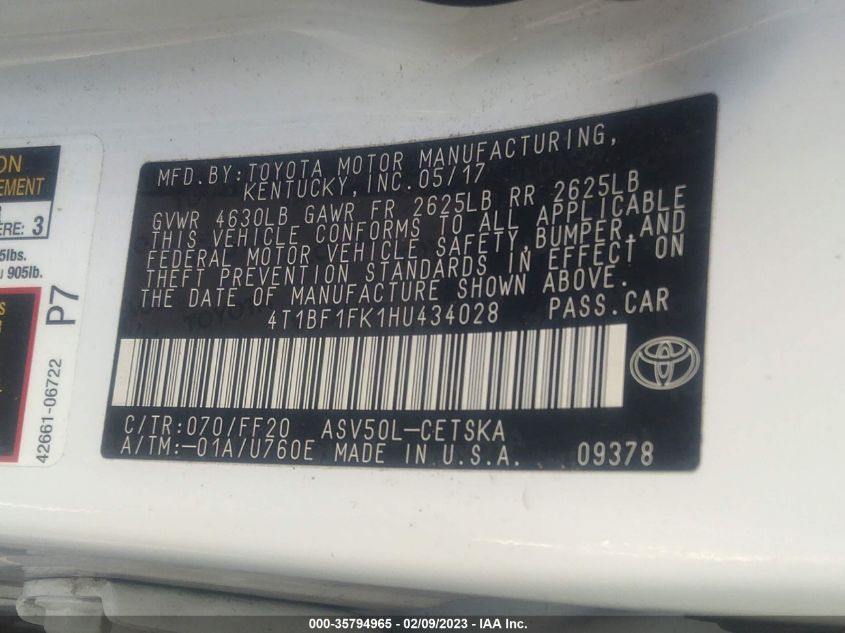 MFD.BY:TOYOTA MOTOR MANUFACTURING,
KENTUCKY, INC. 05/17
GVWR 4630LB GAWR FR 2625LB RR 2625LB
THIS VEHICLE CONFORMS TO ALL APPLICABLE
FEDERAL MOTOR VEHICLE SAFETY, BUMPER, AND
THEFT PREVENTION STANDARDS IN EFFECT ON
THE DATE OF MANUFACTURE SHOWN ABOVE.
4T1BF1FK1HU434028 PASS.CAR
C/TR:070/FF20 ASV50L-CETSKA
A/TM:-01A/U760E MADE IN U.S.A. 09378
ERE: 3
5lbs.
905lb.
P7
42661-06722
000-35794965 - 02/09/2023 - IAA Inc.